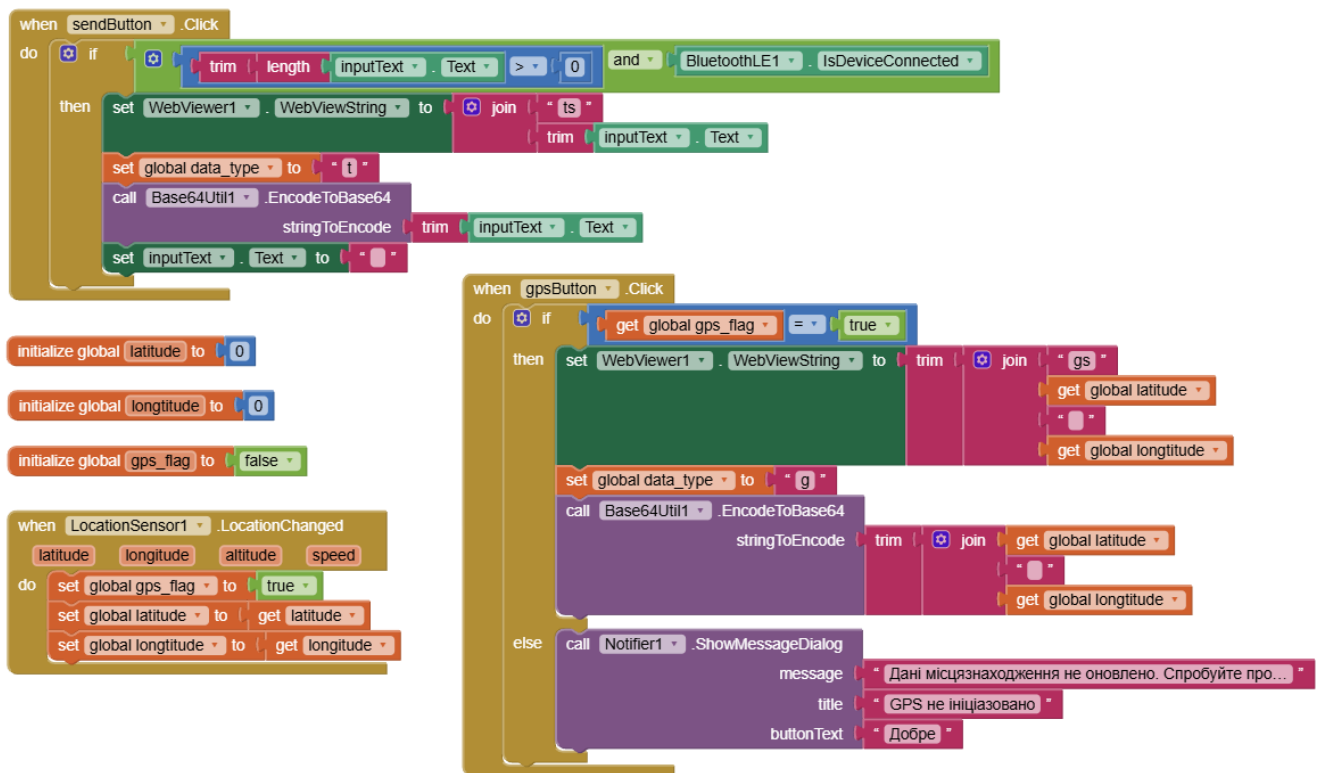 when sendButton .Click
do if trim length inputText . Text > 0 and BluetoothLE1 . IsDeviceConnected
then set WebViewer1 . WebViewString to join " ts "
trim inputText . Text
set global data_type to " t "
call Base64Util1 .EncodeToBase64
stringToEncode trim inputText . Text
set inputText . Text to " "
initialize global latitude to 0
initialize global longtitude to 0
initialize global gps_flag to false
when LocationSensor1 .LocationChanged
latitude longitude altitude speed
do set global gps_flag to true
set global latitude to get latitude
set global longtitude to get longitude
when gpsButton .Click
do if get global gps_flag = true
then set WebViewer1 . WebViewString to trim join " gs "
get global latitude
" "
get global longtitude
set global data_type to " g "
call Base64Util1 .EncodeToBase64
stringToEncode trim join get global latitude
" "
get global longtitude
else call Notifier1 .ShowMessageDialog
message " Дані місцязнаходження не оновлено. Спробуйте про... "
title " GPS не ініціазовано "
buttonText " Добре "